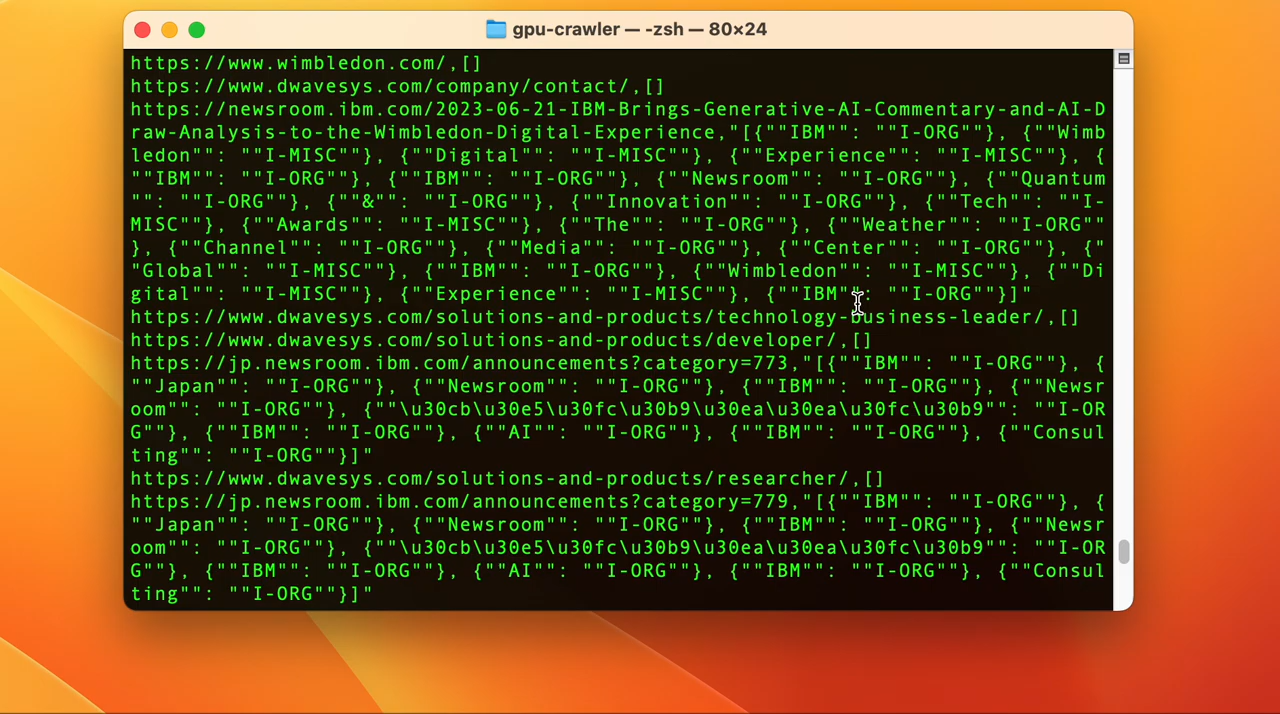 gpu-crawler — -zsh — 80×24
https://www.wimbledon.com/,[]
https://www.dwavesys.com/company/contact/,[]
https://newsroom.ibm.com/2023-06-21-IBM-Brings-Generative-AI-Commentary-and-AI-D
raw-Analysis-to-the-Wimbledon-Digital-Experience,"[{""IBM"": ""I-ORG""}, {""Wimb
ledon"": ""I-MISC""}, {""Digital"": ""I-MISC""}, {""Experience"": ""I-MISC""}, {
""IBM"": ""I-ORG""}, {""IBM"": ""I-ORG""}, {""Newsroom"": ""I-ORG""}, {""Quantum
"": ""I-ORG""}, {""&"": ""I-ORG""}, {""Innovation"": ""I-ORG""}, {""Tech"": ""I-
MISC""}, {""Awards"": ""I-MISC""}, {""The"": ""I-ORG""}, {""Weather"": ""I-ORG""
}, {""Channel"": ""I-ORG""}, {""Media"": ""I-ORG""}, {""Center"": ""I-ORG""}, {"
"Global"": ""I-MISC""}, {""IBM"": ""I-ORG""}, {""Wimbledon"": ""I-MISC""}, {""Di
gital"": ""I-MISC""}, {""Experience"": ""I-MISC""}, {""IBM"": ""I-ORG""}]"
https://www.dwavesys.com/solutions-and-products/technology-business-leader/,[]
https://www.dwavesys.com/solutions-and-products/developer/,[]
https://jp.newsroom.ibm.com/announcements?category=773,"[{""IBM"": ""I-ORG""}, {
""Japan"": ""I-ORG""}, {""Newsroom"": ""I-ORG""}, {""IBM"": ""I-ORG""}, {""Newsr
oom"": ""I-ORG""}, {""\u30cb\u30e5\u30fc\u30b9\u30ea\u30ea\u30fc\u30b9"": ""I-OR
G""}, {""IBM"": ""I-ORG""}, {""AI"": ""I-ORG""}, {""IBM"": ""I-ORG""}, {""Consul
ting"": ""I-ORG""}]"
https://www.dwavesys.com/solutions-and-products/researcher/,[]
https://jp.newsroom.ibm.com/announcements?category=779,"[{""IBM"": ""I-ORG""}, {
""Japan"": ""I-ORG""}, {""Newsroom"": ""I-ORG""}, {""IBM"": ""I-ORG""}, {""Newsr
oom"": ""I-ORG""}, {""\u30cb\u30e5\u30fc\u30b9\u30ea\u30ea\u30fc\u30b9"": ""I-OR
G""}, {""IBM"": ""I-ORG""}, {""AI"": ""I-ORG""}, {""IBM"": ""I-ORG""}, {""Consul
ting"": ""I-ORG""}]"